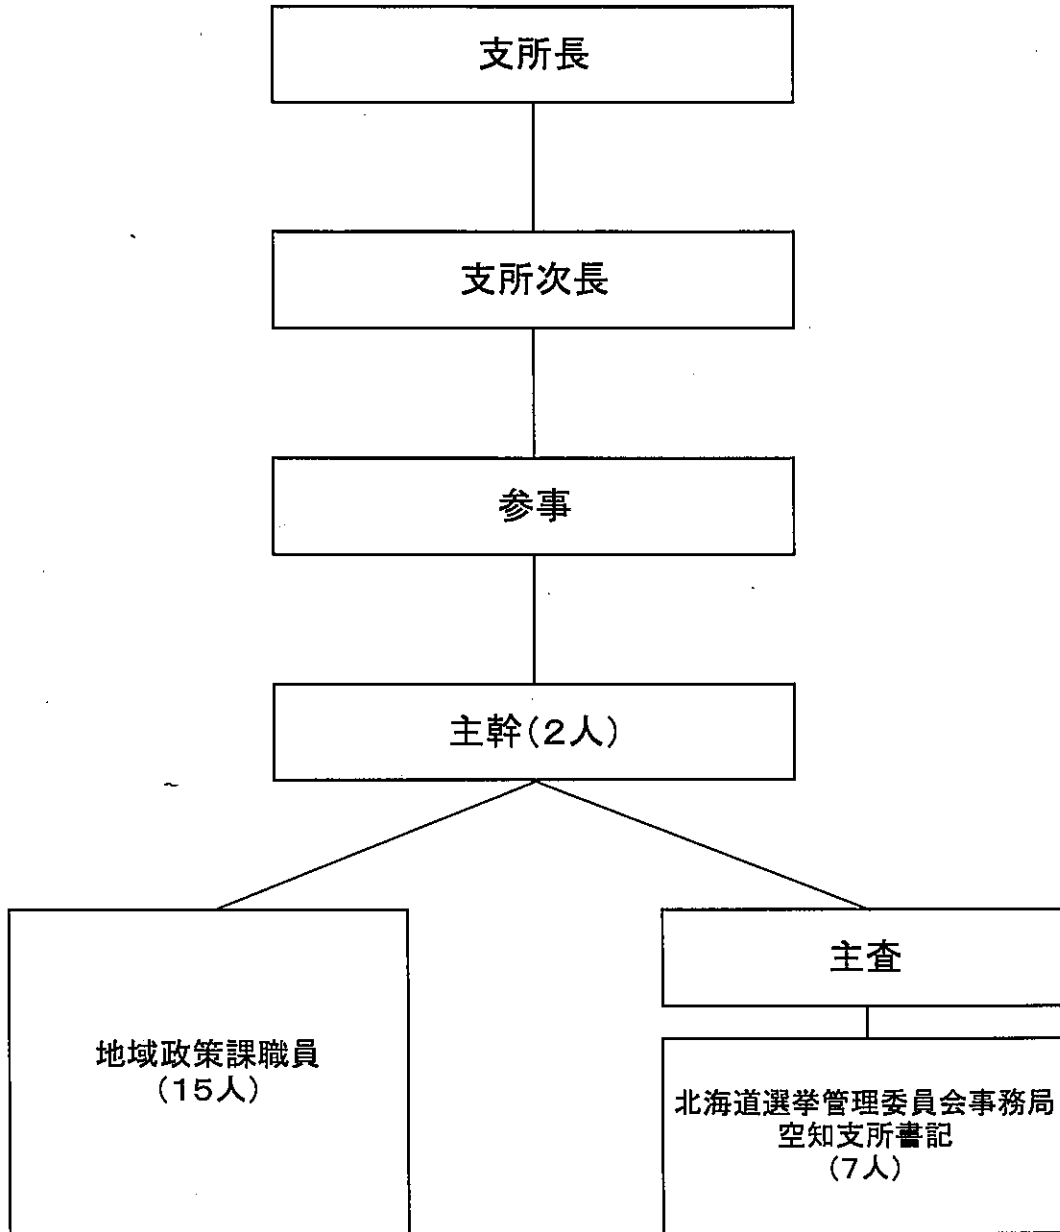 支所長
支所次長
参事
主幹(２人)
地域政策課職員
(１５人)
主査
北海道選挙管理委員会事務局
空知支所書記
(７人)